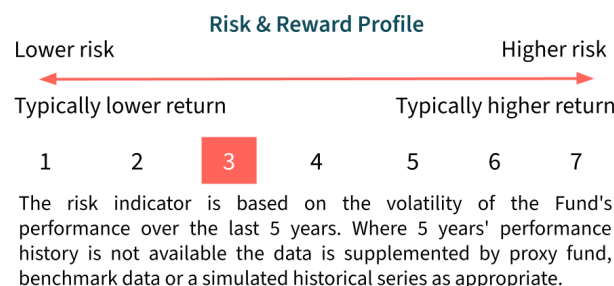 Risk & Reward Profile
Lower risk Higher risk
Typically lower return Typically higher return
1 2 3 4 5 6 7
The risk indicator is based on the volatility of the Fund's
performance over the last 5 years. Where 5 years' performance
history is not available the data is supplemented by proxy fund,
benchmark data or a simulated historical series as appropriate.